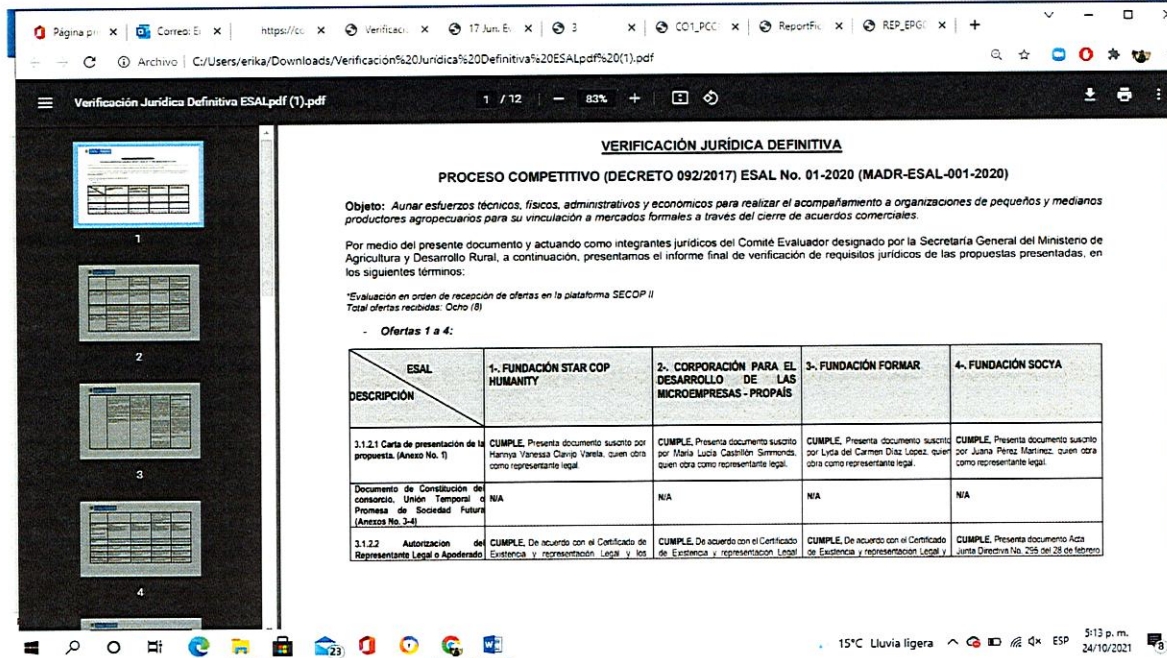 Página pri
Correo: E
https://cc
Verificaci
17 Jun. Ev
3
CO1_PCC
ReportFic
REP_EPG
Archivo | C:/Users/erika/Downloads/Verificación%20Jurídica%20Definitiva%20ESALpdf%20(1).pdf
Verificación Jurídica Definitiva ESALpdf (1).pdf
1 / 12
83%
1
2
3
4
VERIFICACIÓN JURÍDICA DEFINITIVA
PROCESO COMPETITIVO (DECRETO 092/2017) ESAL No. 01-2020 (MADR-ESAL-001-2020)
Objeto: Aunar esfuerzos técnicos, físicos, administrativos y económicos para realizar el acompañamiento a organizaciones de pequeños y medianos
productores agropecuarios para su vinculación a mercados formales a través del cierre de acuerdos comerciales.
Por medio del presente documento y actuando como integrantes jurídicos del Comité Evaluador designado por la Secretaría General del Ministerio de
Agricultura y Desarrollo Rural, a continuación, presentamos el informe final de verificación de requisitos jurídicos de las propuestas presentadas, en
los siguientes términos:
*Evaluación en orden de recepción de ofertas en la plataforma SECOP II
Total ofertas recibidas: Ocho (8)
- Ofertas 1 a 4:
ESAL
DESCRIPCIÓN
1-. FUNDACIÓN STAR COP
HUMANITY
2-. CORPORACIÓN PARA EL
DESARROLLO DE LAS
MICROEMPRESAS - PROPAÍS
3-. FUNDACIÓN FORMAR
4-. FUNDACIÓN SOCYA
3.1.2.1 Carta de presentación de la
propuesta. (Anexo No. 1)
CUMPLE, Presenta documento suscrito por
Hannya Vanessa Clavijo Varela, quien obra
como representante legal.
CUMPLE, Presenta documento suscrito
por María Lucía Castrillón Simmonds,
quien obra como representante legal.
CUMPLE, Presenta documento suscrito
por Lyda del Carmen Díaz López, quien
obra como representante legal.
CUMPLE, Presenta documento suscrito
por Juana Pérez Martínez, quien obra
como representante legal.
Documento de Constitución de
consorcio, Unión Temporal o
Promesa de Sociedad Futura
(Anexos No. 3-4)
N/A
N/A
N/A
N/A
3.1.2.2 Autorización del
Representante Legal o Apoderado
CUMPLE, De acuerdo con el Certificado de
Existencia y representación Legal y los
CUMPLE, De acuerdo con el Certificado
de Existencia y representación Legal
CUMPLE, De acuerdo con el Certificado
de Existencia y representación Legal y
CUMPLE, Presenta documento Acta
Junta Directiva No. 296 del 28 de febrero
23
15°C Lluvia ligera
ESP
5:13 p. m.
24/10/2021
8